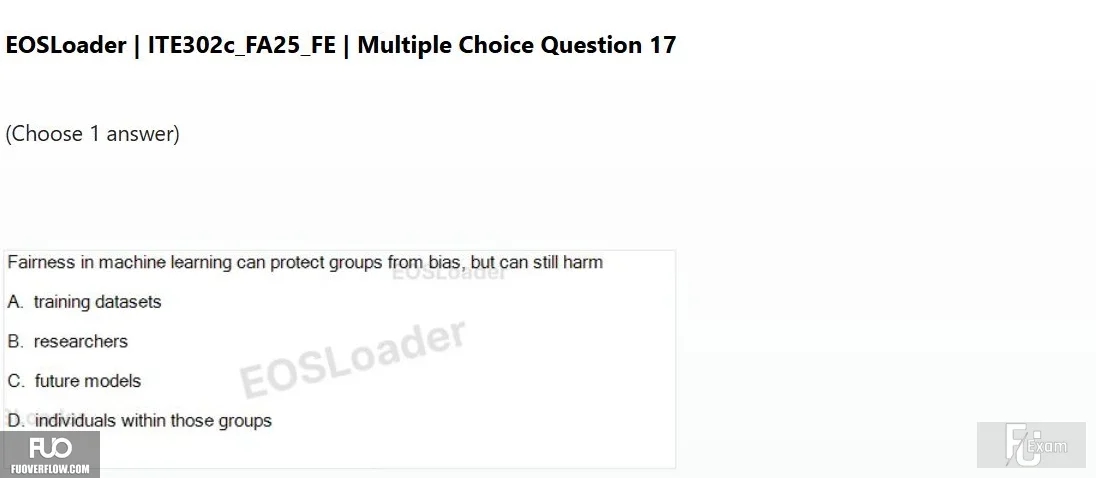 EOSLoader | ITE302c_FA25_FE | Multiple Choice Question 17
(Choose 1 answer)
Fairness in machine learning can protect groups from bias, but can still harm
EOSLoader
A. training datasets
B. researchers
EOSLoader
C. future models
D. individuals within those groups
FUO
FUOVERFLOW.COM
FU Exam